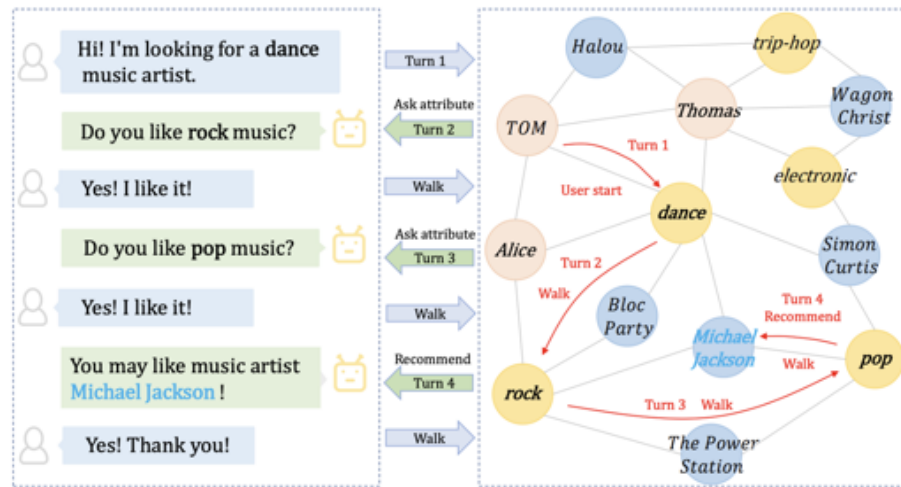 Hi! I'm looking for a dance
music artist.
Do you like rock music?
Yes! I like it!
Do you like pop music?
Yes! I like it!
You may like music artist
Michael Jackson !
Yes! Thank you!
Turn 1
Ask attribute
Turn 2
Walk
Ask attribute
Turn 3
Walk
Recommend
Turn 4
Walk
Halou
trip-hop
TOM
Thomas
Wagon
Christ
Turn 1
User start
electronic
dance
Alice
Turn 2
Walk
Simon
Curtis
Bloc
Party
Turn 4
Recommend
Michael
Jackson
Walk
pop
rock
Turn 3 Walk
The Power
Station